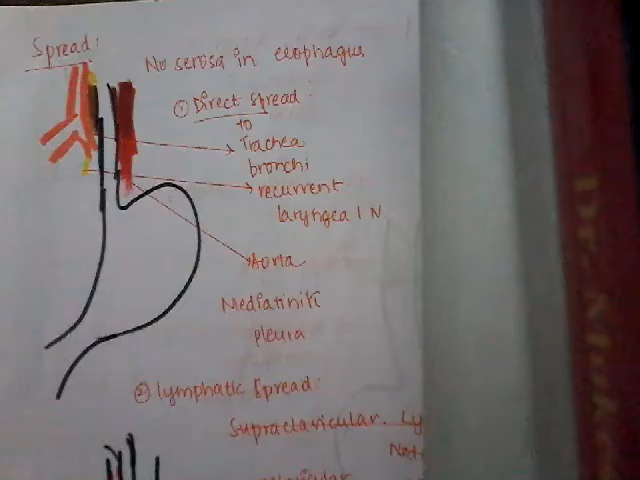 Spread:
No serosa in esophagus
① Direct spread:
to
Trachea
bronchi
recurrent
laryngeal N
Aorta
Mediatinik
pleura
② Lymphatic Spread:
Supraclavicular. Ly